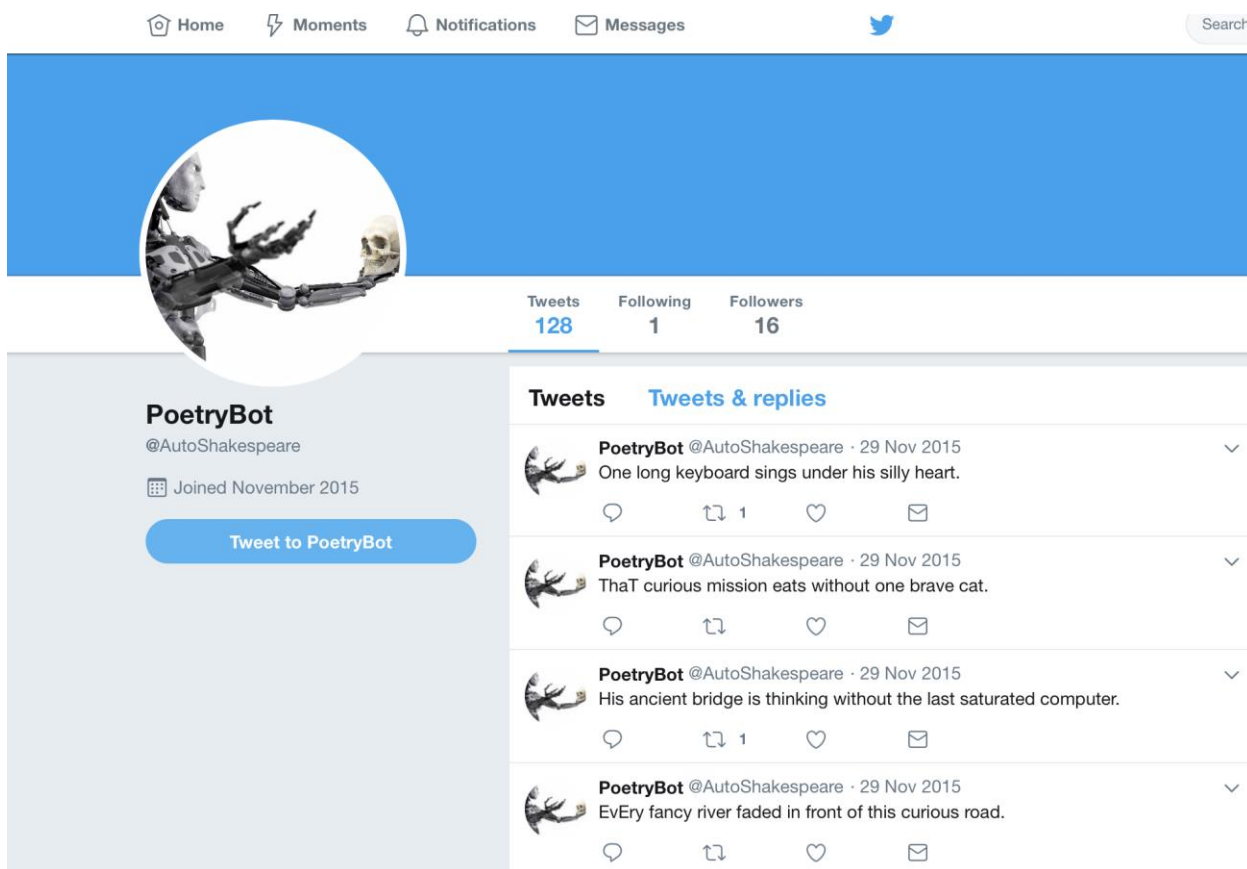 Home Moments Notifications Messages Search
Tweets Following Followers
128 1 16
PoetryBot
@AutoShakespeare
Joined November 2015
Tweet to PoetryBot
Tweets Tweets & replies
PoetryBot @AutoShakespeare · 29 Nov 2015
One long keyboard sings under his silly heart.
1
PoetryBot @AutoShakespeare · 29 Nov 2015
ThaT curious mission eats without one brave cat.
PoetryBot @AutoShakespeare · 29 Nov 2015
His ancient bridge is thinking without the last saturated computer.
1
PoetryBot @AutoShakespeare · 29 Nov 2015
EvEry fancy river faded in front of this curious road.